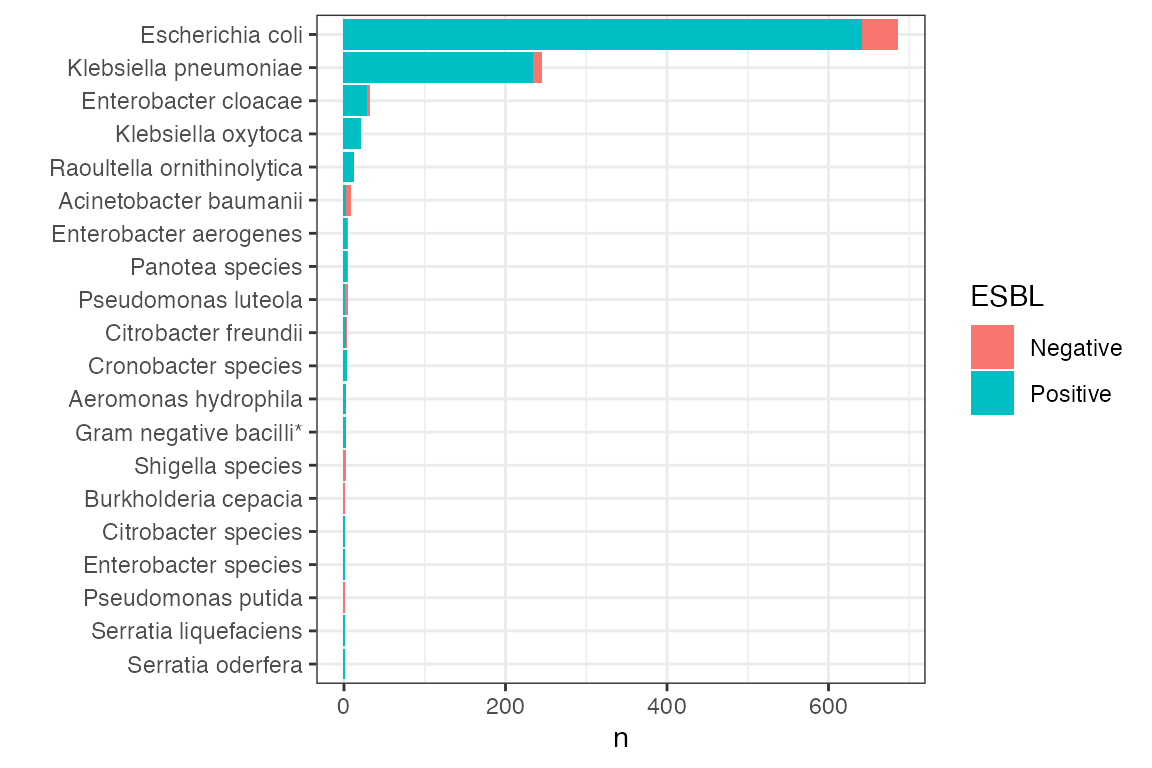 Escherichia coli
Klebsiella pneumoniae
Enterobacter cloacae
Klebsiella oxytoca
Raoultella ornithinolytica
Acinetobacter baumanii
Enterobacter aerogenes
Panotea species
Pseudomonas luteola
Citrobacter freundii
Cronobacter species
Aeromonas hydrophila
Gram negative bacilli*
Shigella species
Burkholderia cepacia
Citrobacter species
Enterobacter species
Pseudomonas putida
Serratia liquefaciens
Serratia oderfera
0 200 400 600
n
ESBL
Negative
Positive